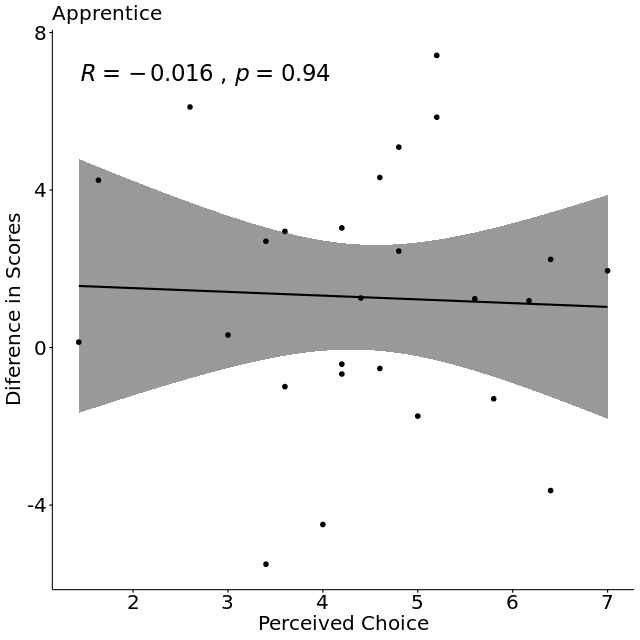 Apprentice
R = −0.016 , p = 0.94
8
4
0
-4
Diference in Scores
2 3 4 5 6 7
Perceived Choice